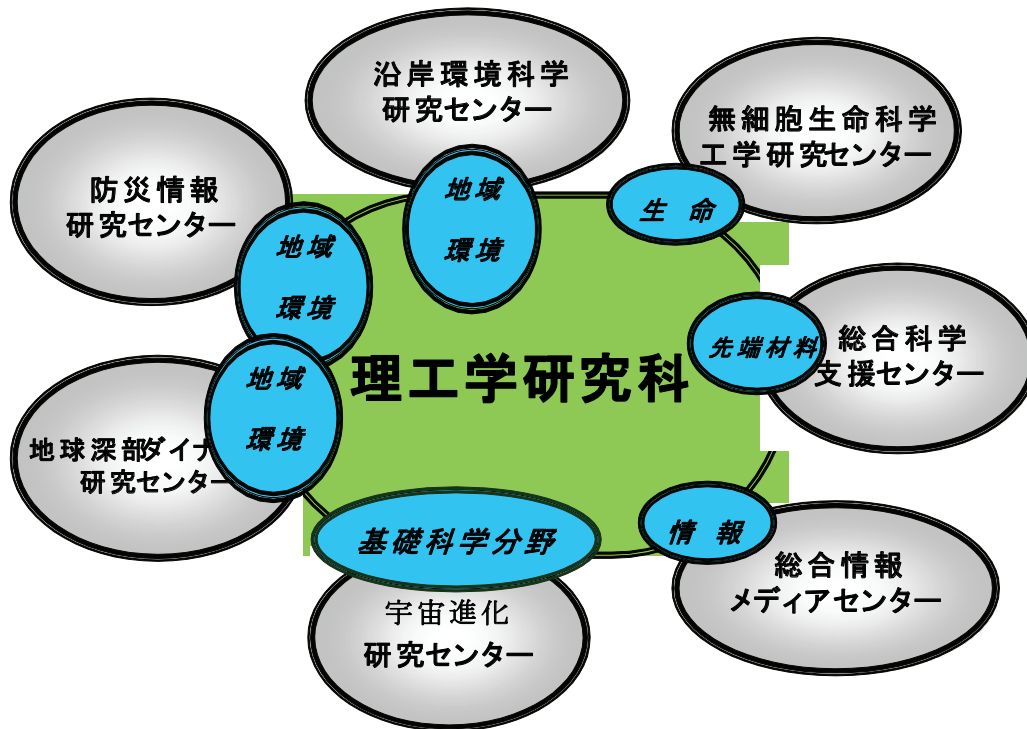 沿岸環境科学
研究センター
無細胞生命科学
工学研究センター
防災情報
研究センター
地域
環境
生 命
地域
環境
先端材料
総合科学
支援センター
理工学研究科
地域
環境
地球深部ダイナ
研究センター
基礎科学分野
情 報
総合情報
メディアセンター
宇宙進化
研究センター